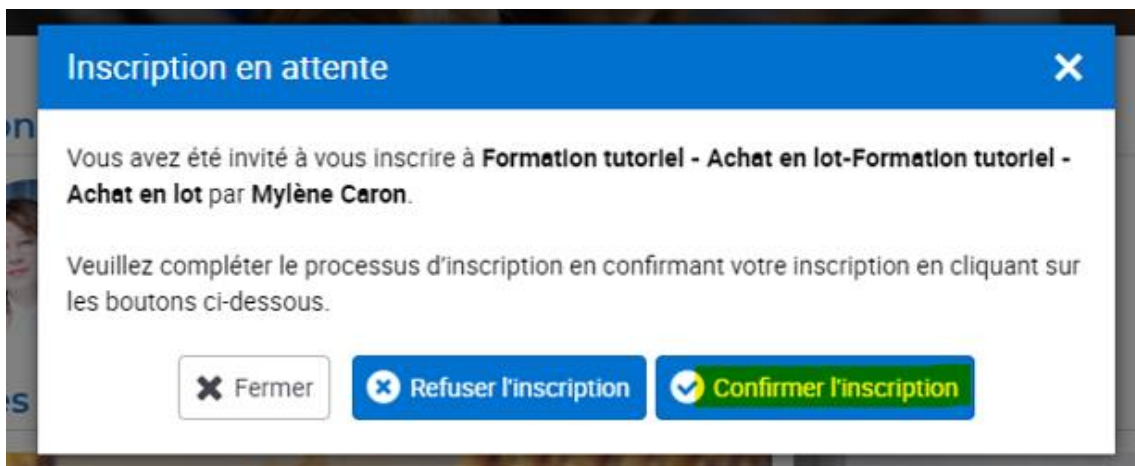 Inscription en attente
on
Vous avez été invité à vous inscrire à Formation tutoriel - Achat en lot-Formation tutoriel -
Achat en lot par Mylène Caron.
Veuillez compléter le processus d'inscription en confirmant votre inscription en cliquant sur
les boutons ci-dessous.
Fermer Refuser l'inscription Confirmer l'inscription
es